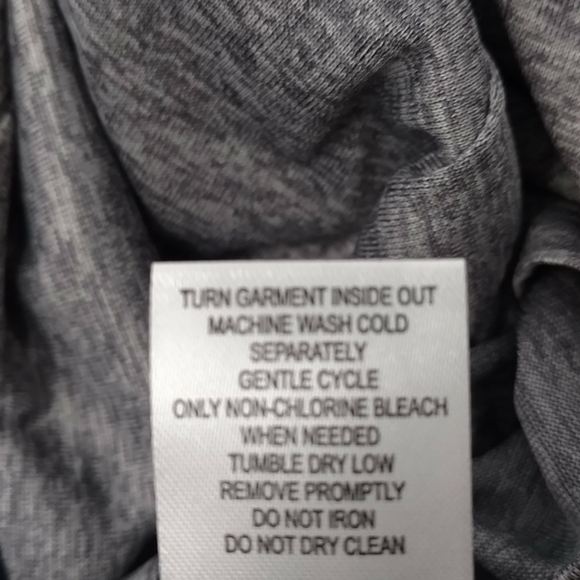 TURN GARMENT INSIDE OUT
MACHINE WASH COLD
SEPARATELY
GENTLE CYCLE
ONLY NON-CHLORINE BLEACH
WHEN NEEDED
TUMBLE DRY LOW
REMOVE PROMPTLY
DO NOT IRON
DO NOT DRY CLEAN